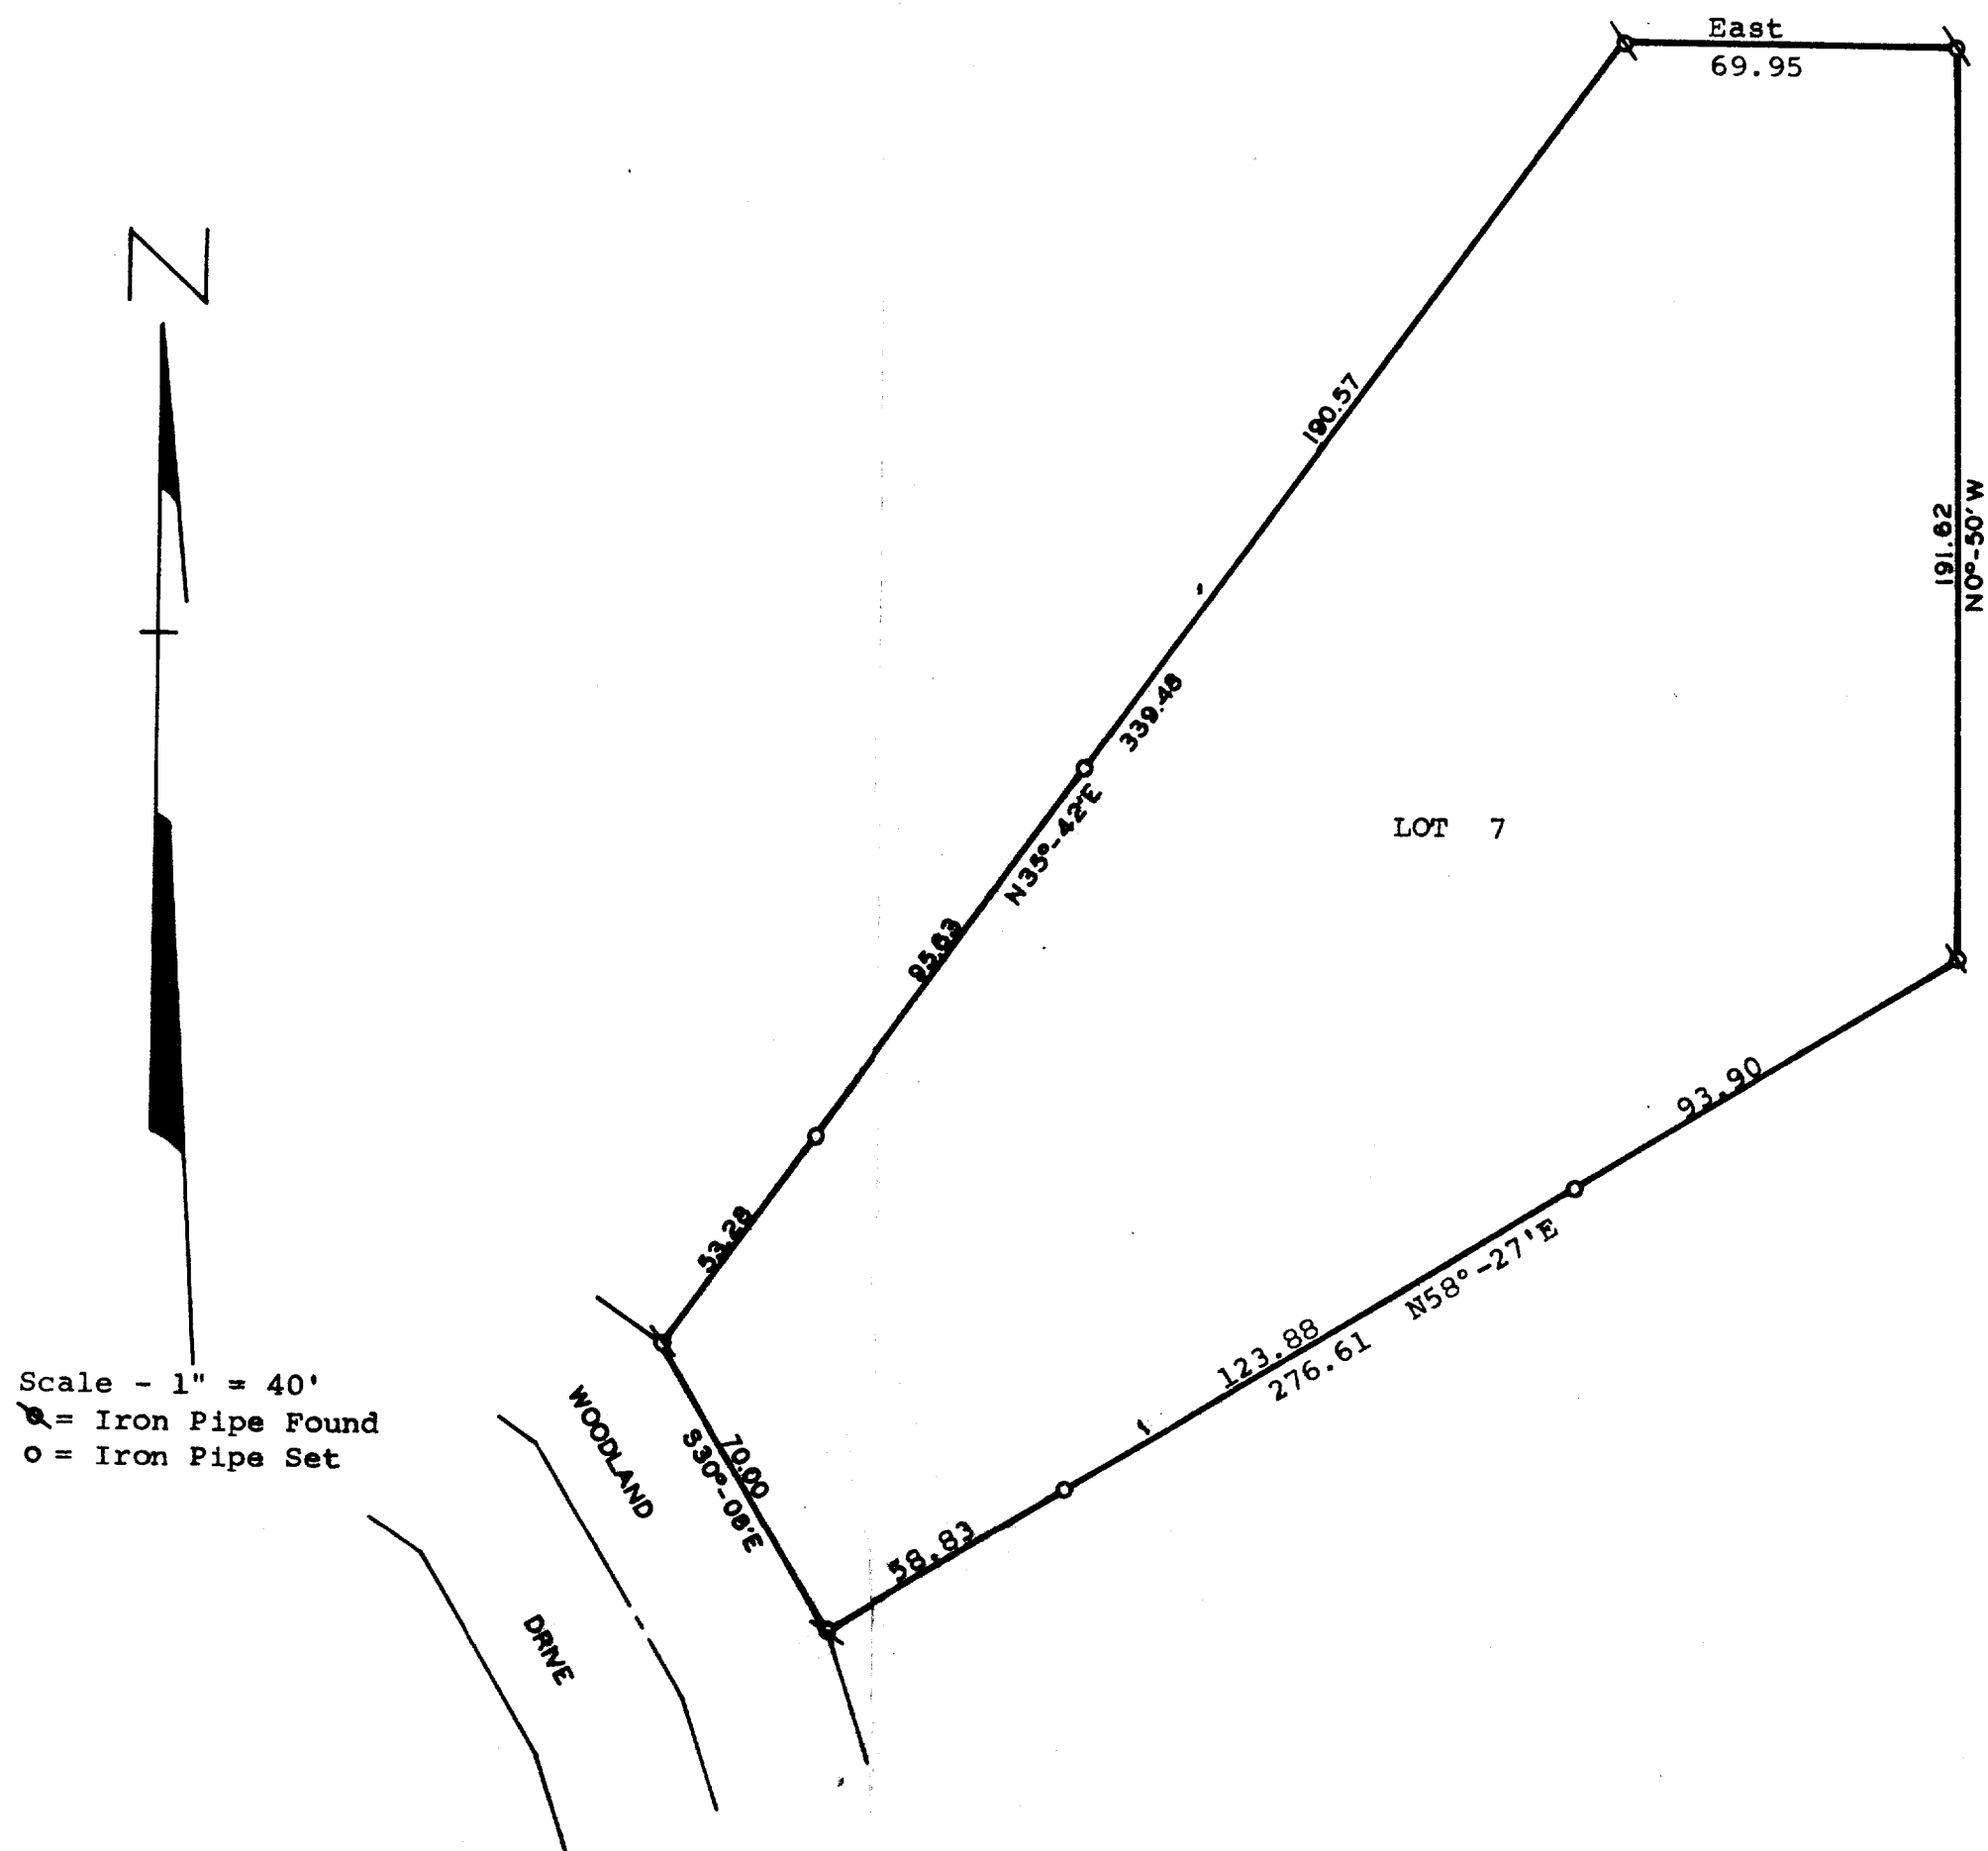 East
69.95
N
190.57
191.62
N0°-50'W
339.48
N35°-42'E
LOT 7
95.63
93.90
53.28
N58°-27'E
123.88
276.61
Scale - 1" = 40'
= Iron Pipe Found
o = Iron Pipe Set
WOODLAND
70.00
S30°-08'E
58.83
DRIVE